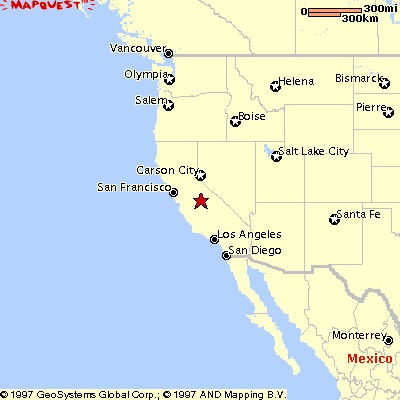 MAPQUEST
0 300mi
300km
Vancouver
Olympia
Helena
Bismarck
Salem
Pierre
Boise
Salt Lake City
Carson City
San Francisco
Santa Fe
Los Angeles
San Diego
Monterrey
Mexico
© 1997 GeoSystems Global Corp.; © 1997 AND Mapping B.V.